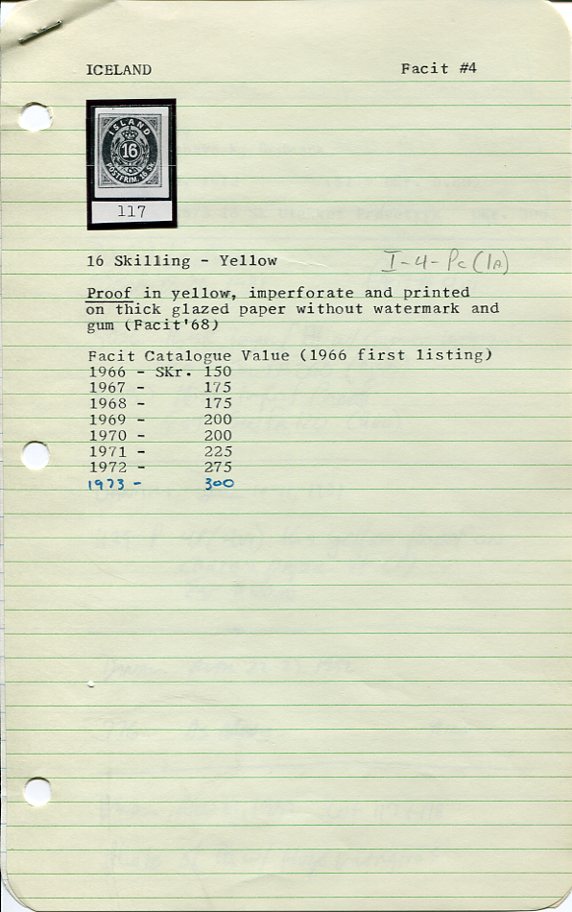 ICELAND Facit #4
ISLAND
16
POSTFRIM. 16 SK.
117
16 Skilling - Yellow I-4-Pc(1A)
Proof in yellow, imperforate and printed
on thick glazed paper without watermark and
gum (Facit'68)
Facit Catalogue Value (1966 first listing)
1966 - SKr. 150
1967 - 175
1968 - 175
1969 - 200
1970 - 200
1971 - 225
1972 - 275
1973 - 300